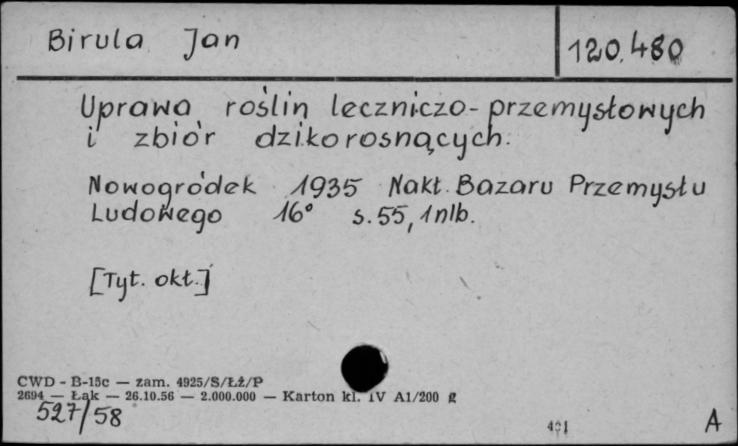 Birula Jan
120.480
Uprawa roślin leczniczo-przemysłowych
i zbiór dzikorosnących.
Nowogródek 1935 Nakł. Bazaru Przemysłu
Ludowego 16° s. 55, 1 nlb.
[Tyt. okł.]
CWD - B-15c — zam. 4925/S/ŁŻ/P
2694 — Łąk — 26.10.56 — 2.000.000 — Karton kl. IV A1/200 g
527/58
A